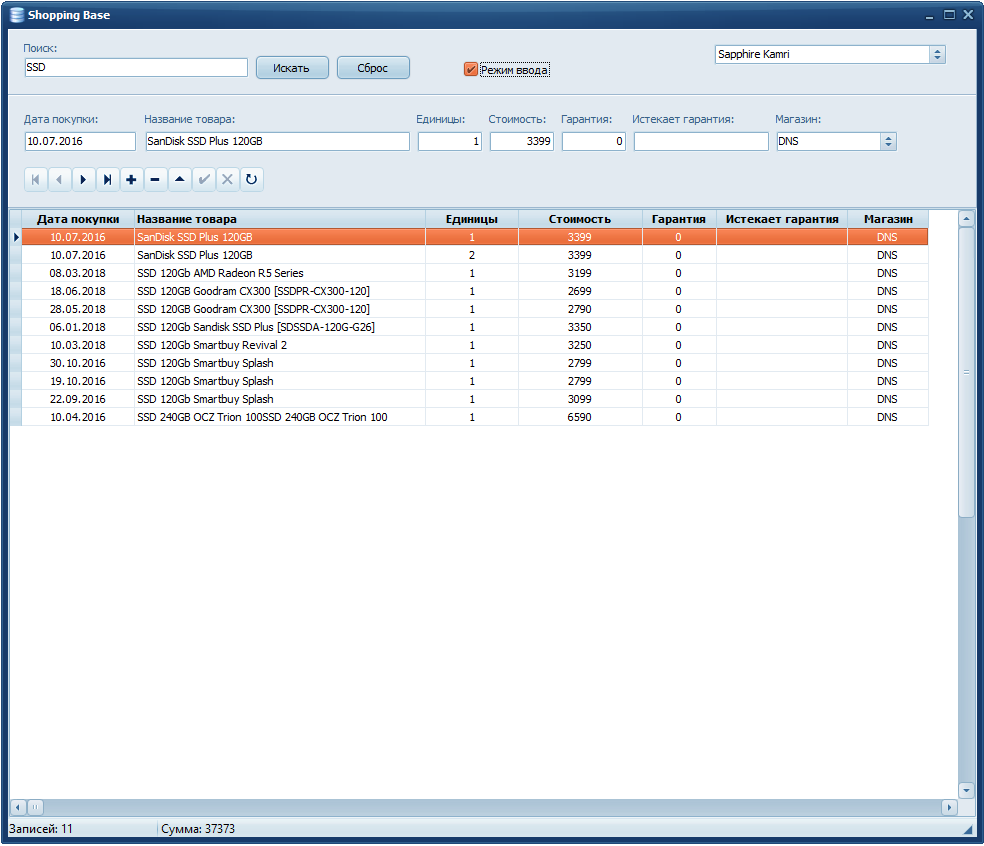 Shopping Base
Поиск:
SSD
Искать
Сброс
Режим ввода
Sapphire Kamri
Дата покупки: Название товара: Единицы: Стоимость: Гарантия: Истекает гарантия: Магазин:
10.07.2016 SanDisk SSD Plus 120GB 1 3399 0 DNS
Дата покупки Название товара Единицы Стоимость Гарантия Истекает гарантия Магазин
10.07.2016 SanDisk SSD Plus 120GB 1 3399 0 DNS
10.07.2016 SanDisk SSD Plus 120GB 2 3399 0 DNS
08.03.2018 SSD 120Gb AMD Radeon R5 Series 1 3199 0 DNS
18.06.2018 SSD 120GB Goodram CX300 [SSDPR-CX300-120] 1 2699 0 DNS
28.05.2018 SSD 120GB Goodram CX300 [SSDPR-CX300-120] 1 2790 0 DNS
06.01.2018 SSD 120Gb Sandisk SSD Plus [SDSSDA-120G-G26] 1 3350 0 DNS
10.03.2018 SSD 120Gb Smartbuy Revival 2 1 3250 0 DNS
30.10.2016 SSD 120Gb Smartbuy Splash 1 2799 0 DNS
19.10.2016 SSD 120Gb Smartbuy Splash 1 2799 0 DNS
22.09.2016 SSD 120Gb Smartbuy Splash 1 3099 0 DNS
10.04.2016 SSD 240GB OCZ Trion 100SSD 240GB OCZ Trion 100 1 6590 0 DNS
Записей: 11 Сумма: 37373